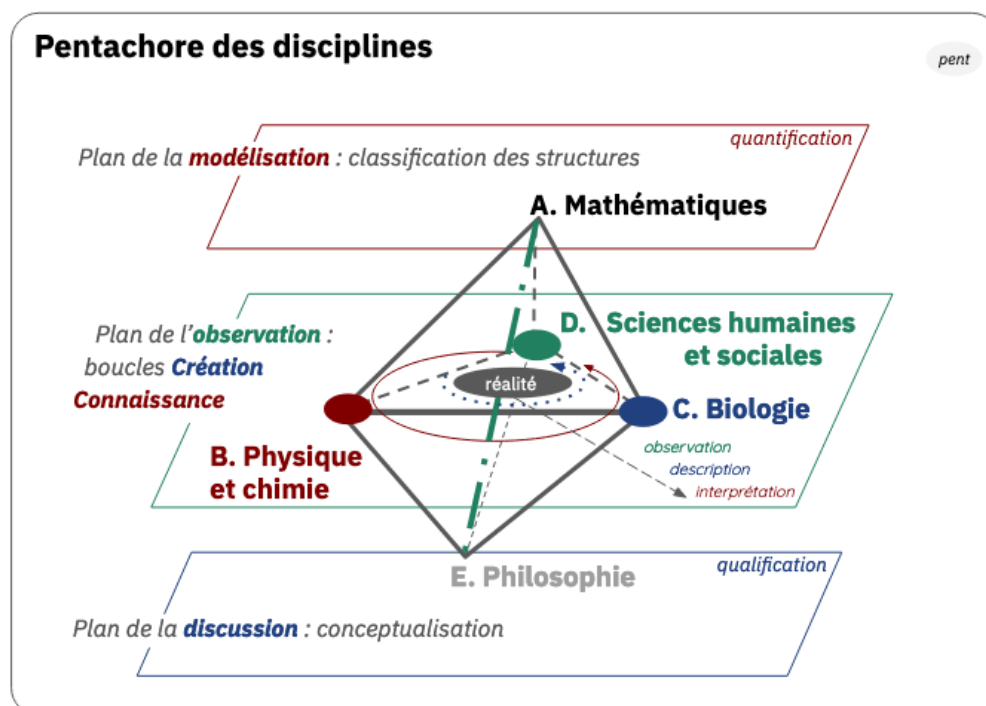 Pentachore des disciplines
pent
quantification
Plan de la modélisation : classification des structures
A. Mathématiques
Plan de l'observation :
boucles Création
Connaissance
D. Sciences humaines
et sociales
réalité
C. Biologie
B. Physique
et chimie
observation
description
interprétation
E. Philosophie
qualification
Plan de la discussion : conceptualisation